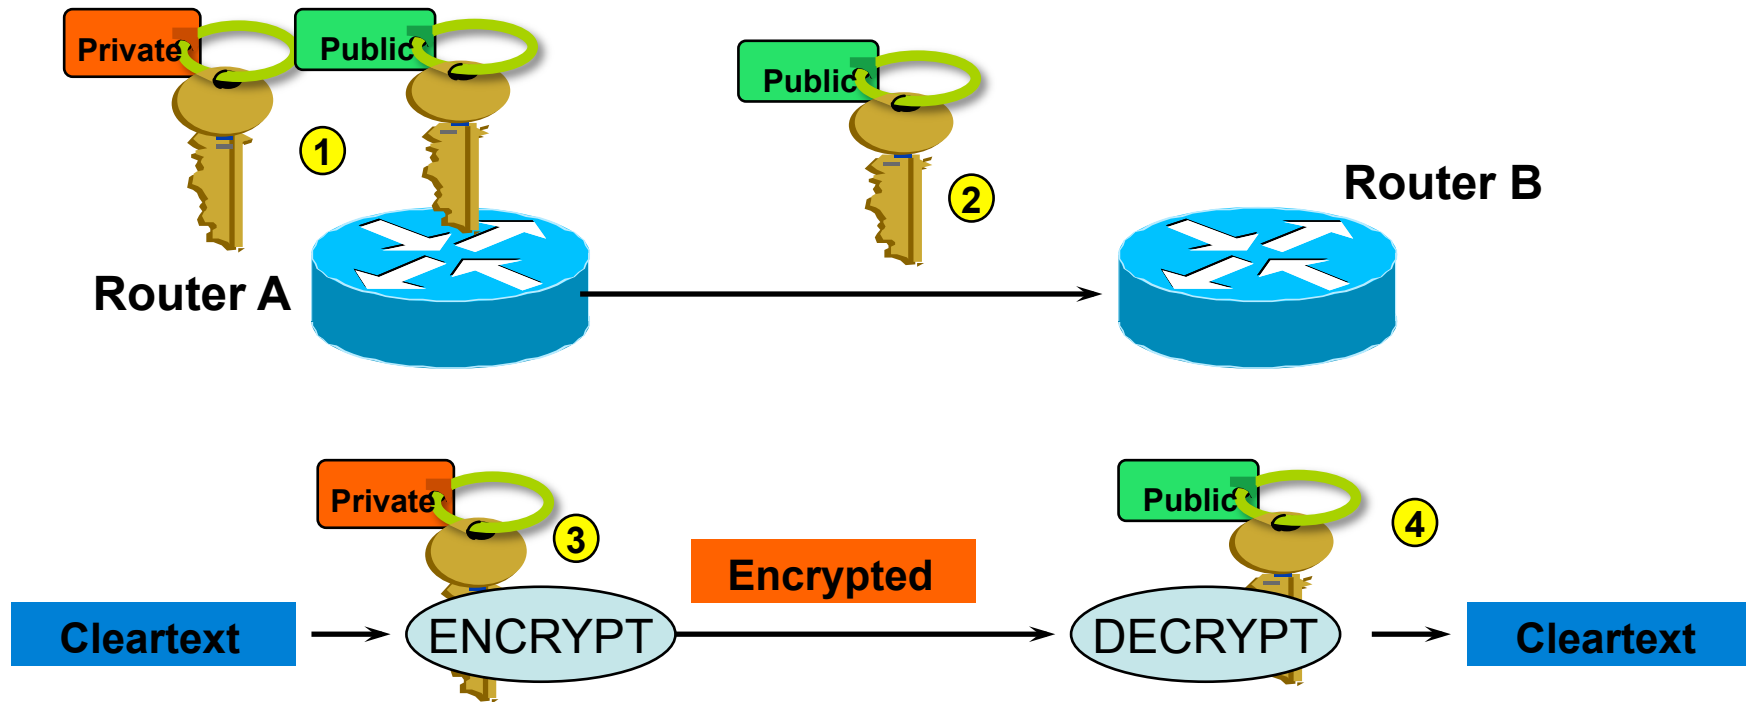 Private
Public
1
Public
2
Router B
Router A
Private
3
Encrypted
Public
4
Cleartext
ENCRYPT
DECRYPT
Cleartext